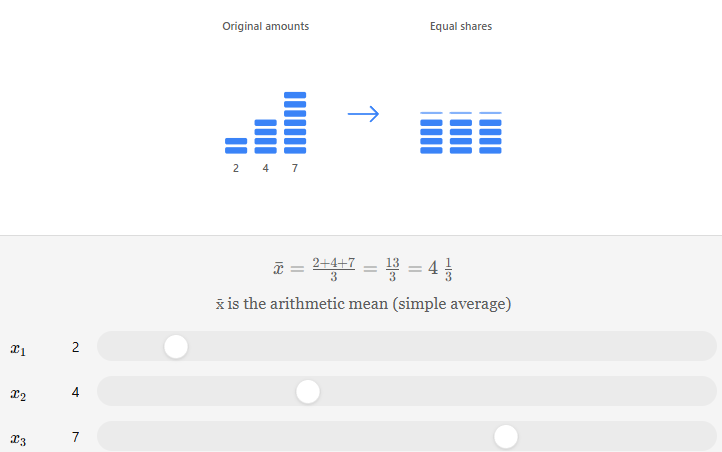 Original amounts Equal shares
2 4 7
x̄ = (2+4+7)/3 = 13/3 = 4 1/3
x̄ is the arithmetic mean (simple average)
x₁ 2
x₂ 4
x₃ 7